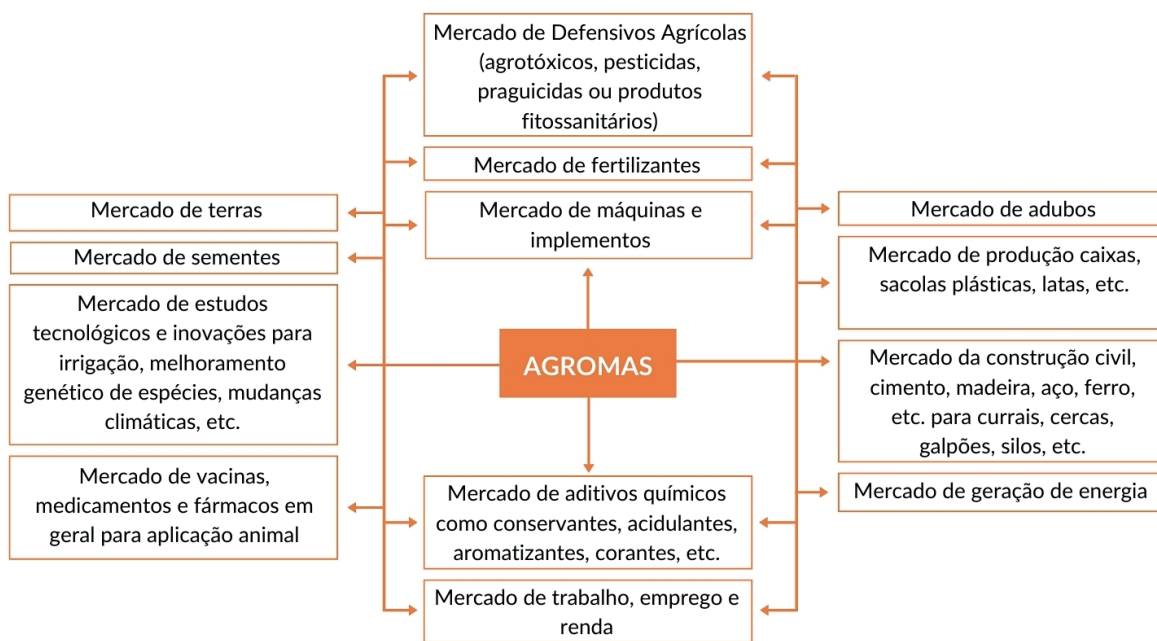 Mercado de Defensivos Agrícolas
(agrotóxicos, pesticidas,
praguicidas ou produtos
fitossanitários)
Mercado de fertilizantes
Mercado de máquinas e
implementos
Mercado de terras
Mercado de sementes
Mercado de estudos
tecnológicos e inovações para
irrigação, melhoramento
genético de espécies, mudanças
climáticas, etc.
Mercado de vacinas,
medicamentos e fármacos em
geral para aplicação animal
AGROMAS
Mercado de adubos
Mercado de produção caixas,
sacolas plásticas, latas, etc.
Mercado da construção civil,
cimento, madeira, aço, ferro,
etc. para currais, cercas,
galpões, silos, etc.
Mercado de geração de energia
Mercado de aditivos químicos
como conservantes, acidulantes,
aromatizantes, corantes, etc.
Mercado de trabalho, emprego e
renda